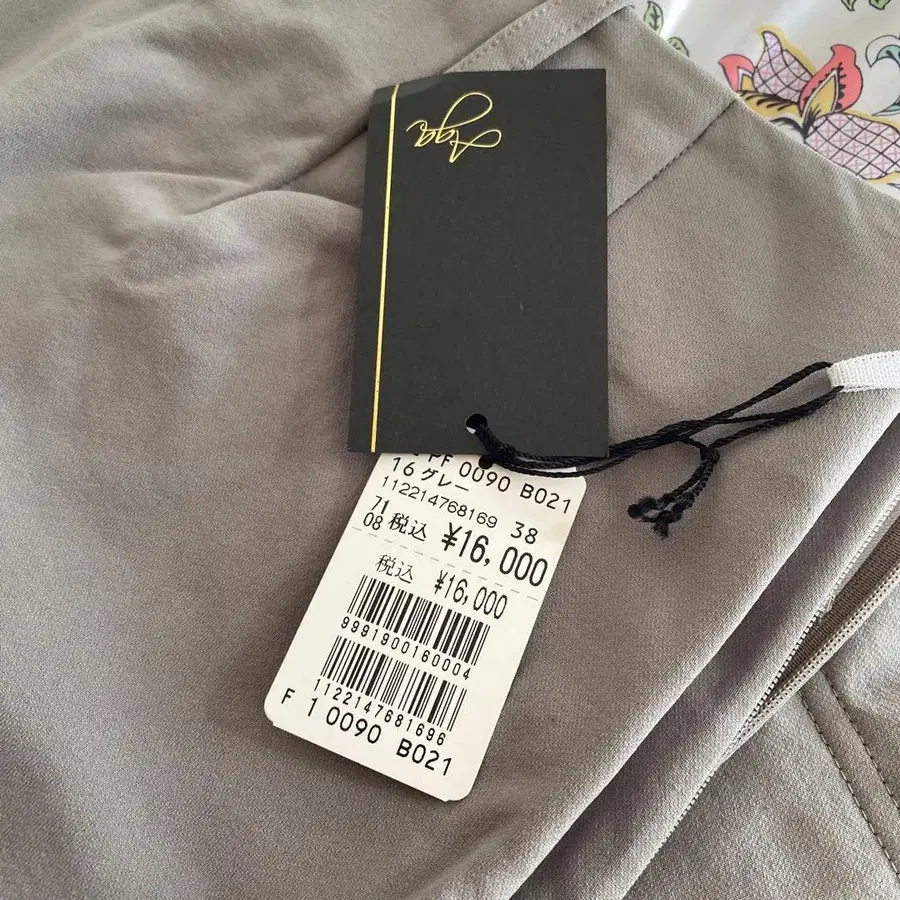 Aga
PF 0090 B021
16 グレー
112214768169 38
71
08 税込 ¥16,000
税込 ¥16,000
9991900160004
1122147681696
F 1 0090 B021